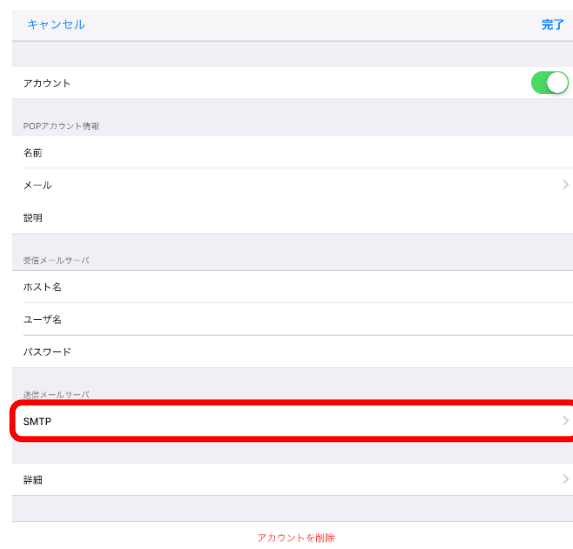 キャンセル 完了
アカウント
POPアカウント情報
名前
メール
説明
受信メールサーバ
ホスト名
ユーザ名
パスワード
送信メールサーバ
SMTP
詳細
アカウントを削除